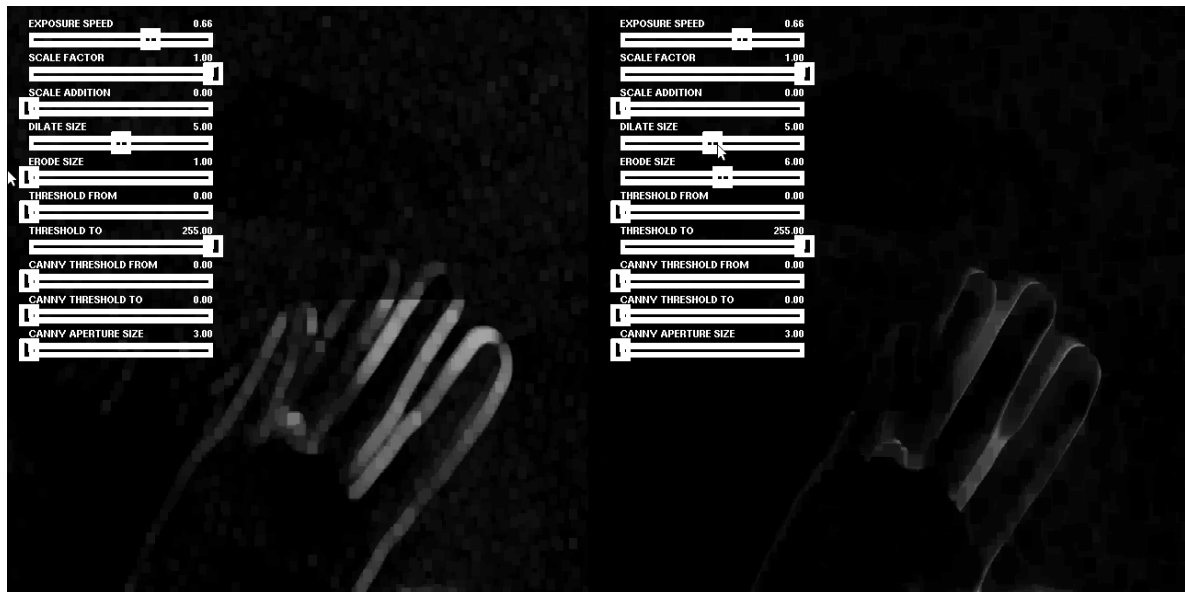 EXPOSURE SPEED 0.66
SCALE FACTOR 1.00
SCALE ADDITION 0.00
DILATE SIZE 5.00
ERODE SIZE 1.00
THRESHOLD FROM 0.00
THRESHOLD TO 255.00
CANNY THRESHOLD FROM 0.00
CANNY THRESHOLD TO 0.00
CANNY APERTURE SIZE 3.00
EXPOSURE SPEED 0.66
SCALE FACTOR 1.00
SCALE ADDITION 0.00
DILATE SIZE 5.00
ERODE SIZE 6.00
THRESHOLD FROM 0.00
THRESHOLD TO 255.00
CANNY THRESHOLD FROM 0.00
CANNY THRESHOLD TO 0.00
CANNY APERTURE SIZE 3.00